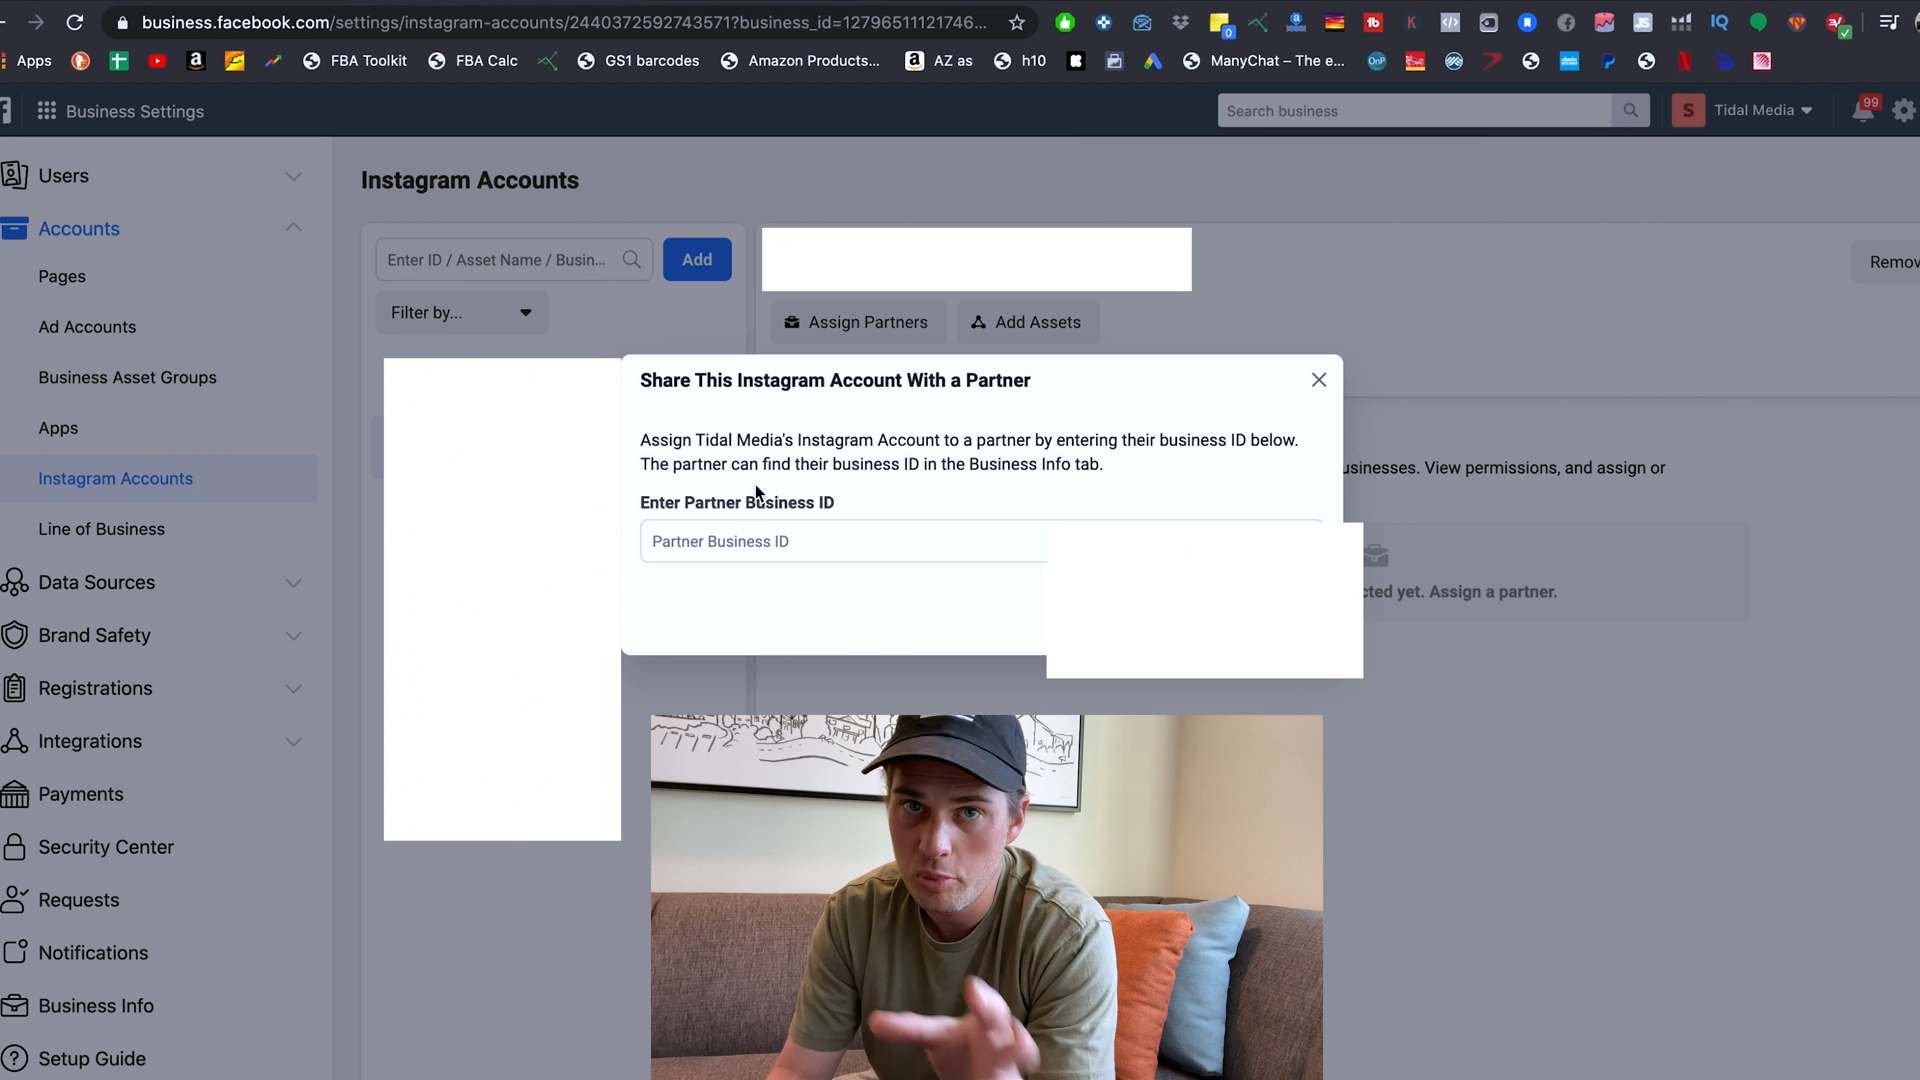 business.facebook.com/settings/instagram-accounts/2440372592743571?business_id=12796511121746...
Apps
FBA Toolkit
FBA Calc
GS1 barcodes
Amazon Products...
AZ as
h10
ManyChat – The e...
Business Settings
Search business
S
Tidal Media
99
Users
Accounts
Pages
Ad Accounts
Business Asset Groups
Apps
Instagram Accounts
Line of Business
Data Sources
Brand Safety
Registrations
Integrations
Payments
Security Center
Requests
Notifications
Business Info
Setup Guide
Instagram Accounts
Enter ID / Asset Name / Busin...
Add
Filter by...
Remov
Assign Partners
Add Assets
Share This Instagram Account With a Partner
Assign Tidal Media's Instagram Account to a partner by entering their business ID below.
The partner can find their business ID in the Business Info tab.
Enter Partner Business ID
Partner Business ID
usinesses. View permissions, and assign or
cted yet. Assign a partner.